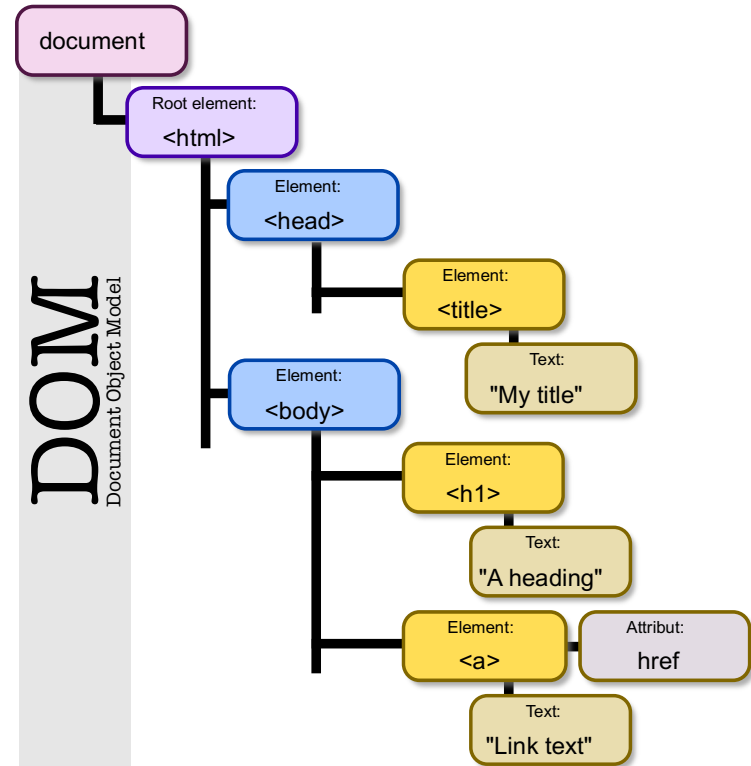 document
Root element:
<html>
Element:
<head>
Element:
<title>
Text:
"My title"
Element:
<body>
Element:
<h1>
Text:
"A heading"
Element:
<a>
Attribut:
href
Text:
"Link text"
DOM
Document Object Model